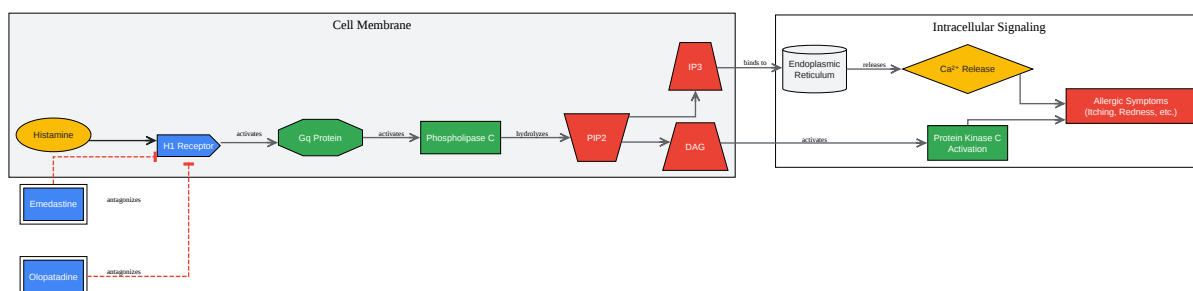 Cell Membrane
Intracellular Signaling
IP3
binds to
Endoplasmic
Reticulum
releases
Ca²⁺ Release
Allergic Symptoms
(Itching, Redness, etc.)
Histamine
H1 Receptor
activates
Gq Protein
activates
Phospholipase C
hydrolyzes
PIP2
DAG
activates
Protein Kinase C
Activation
Emedastine
antagonizes
Olopatadine
antagonizes